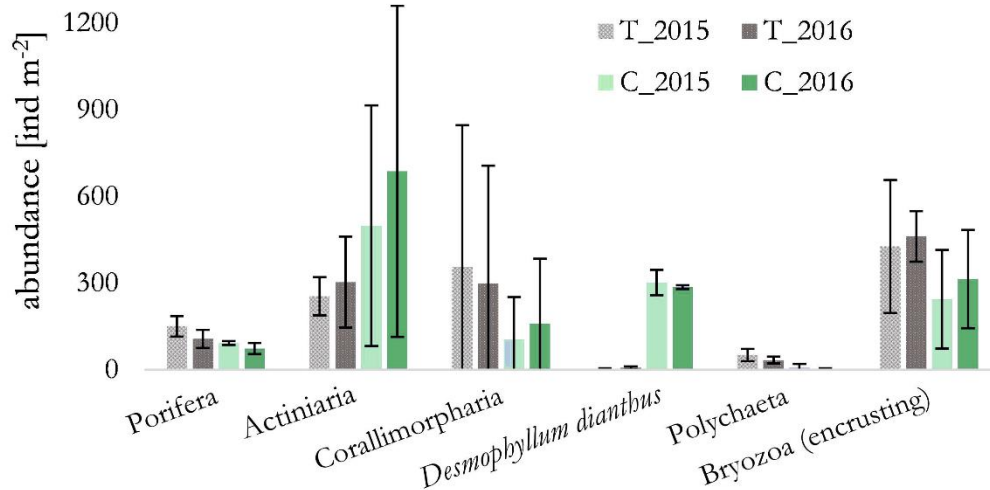 abundance [ind m-2]
1200
900
600
300
0
T_2015
T_2016
C_2015
C_2016
Porifera
Actiniaria
Corallimorpharia
Desmophyllum dianthus
Polychaeta
Bryozoa (encrusting)